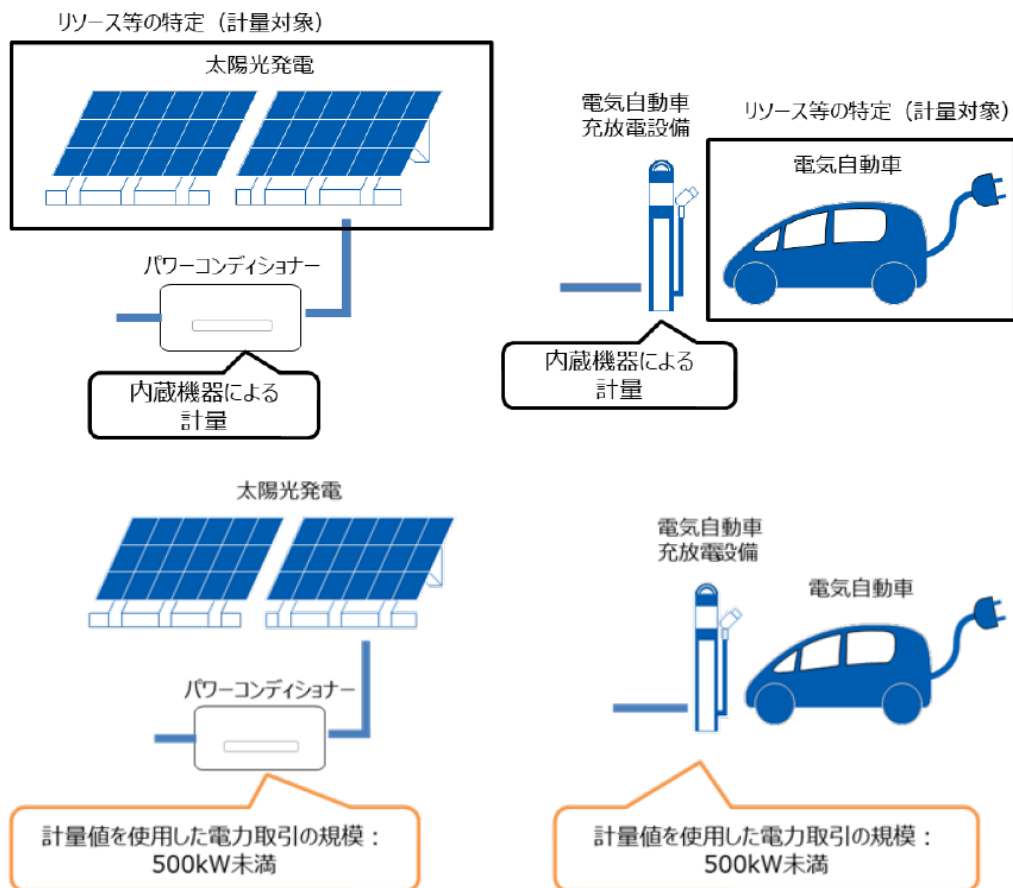 リソース等の特定（計量対象）
太陽光発電
パワーコンディショナー
内蔵機器による
計量
電気自動車
充放電設備
リソース等の特定（計量対象）
電気自動車
内蔵機器による
計量
太陽光発電
パワーコンディショナー
計量値を使用した電力取引の規模：
500kW未満
電気自動車
充放電設備
電気自動車
計量値を使用した電力取引の規模：
500kW未満